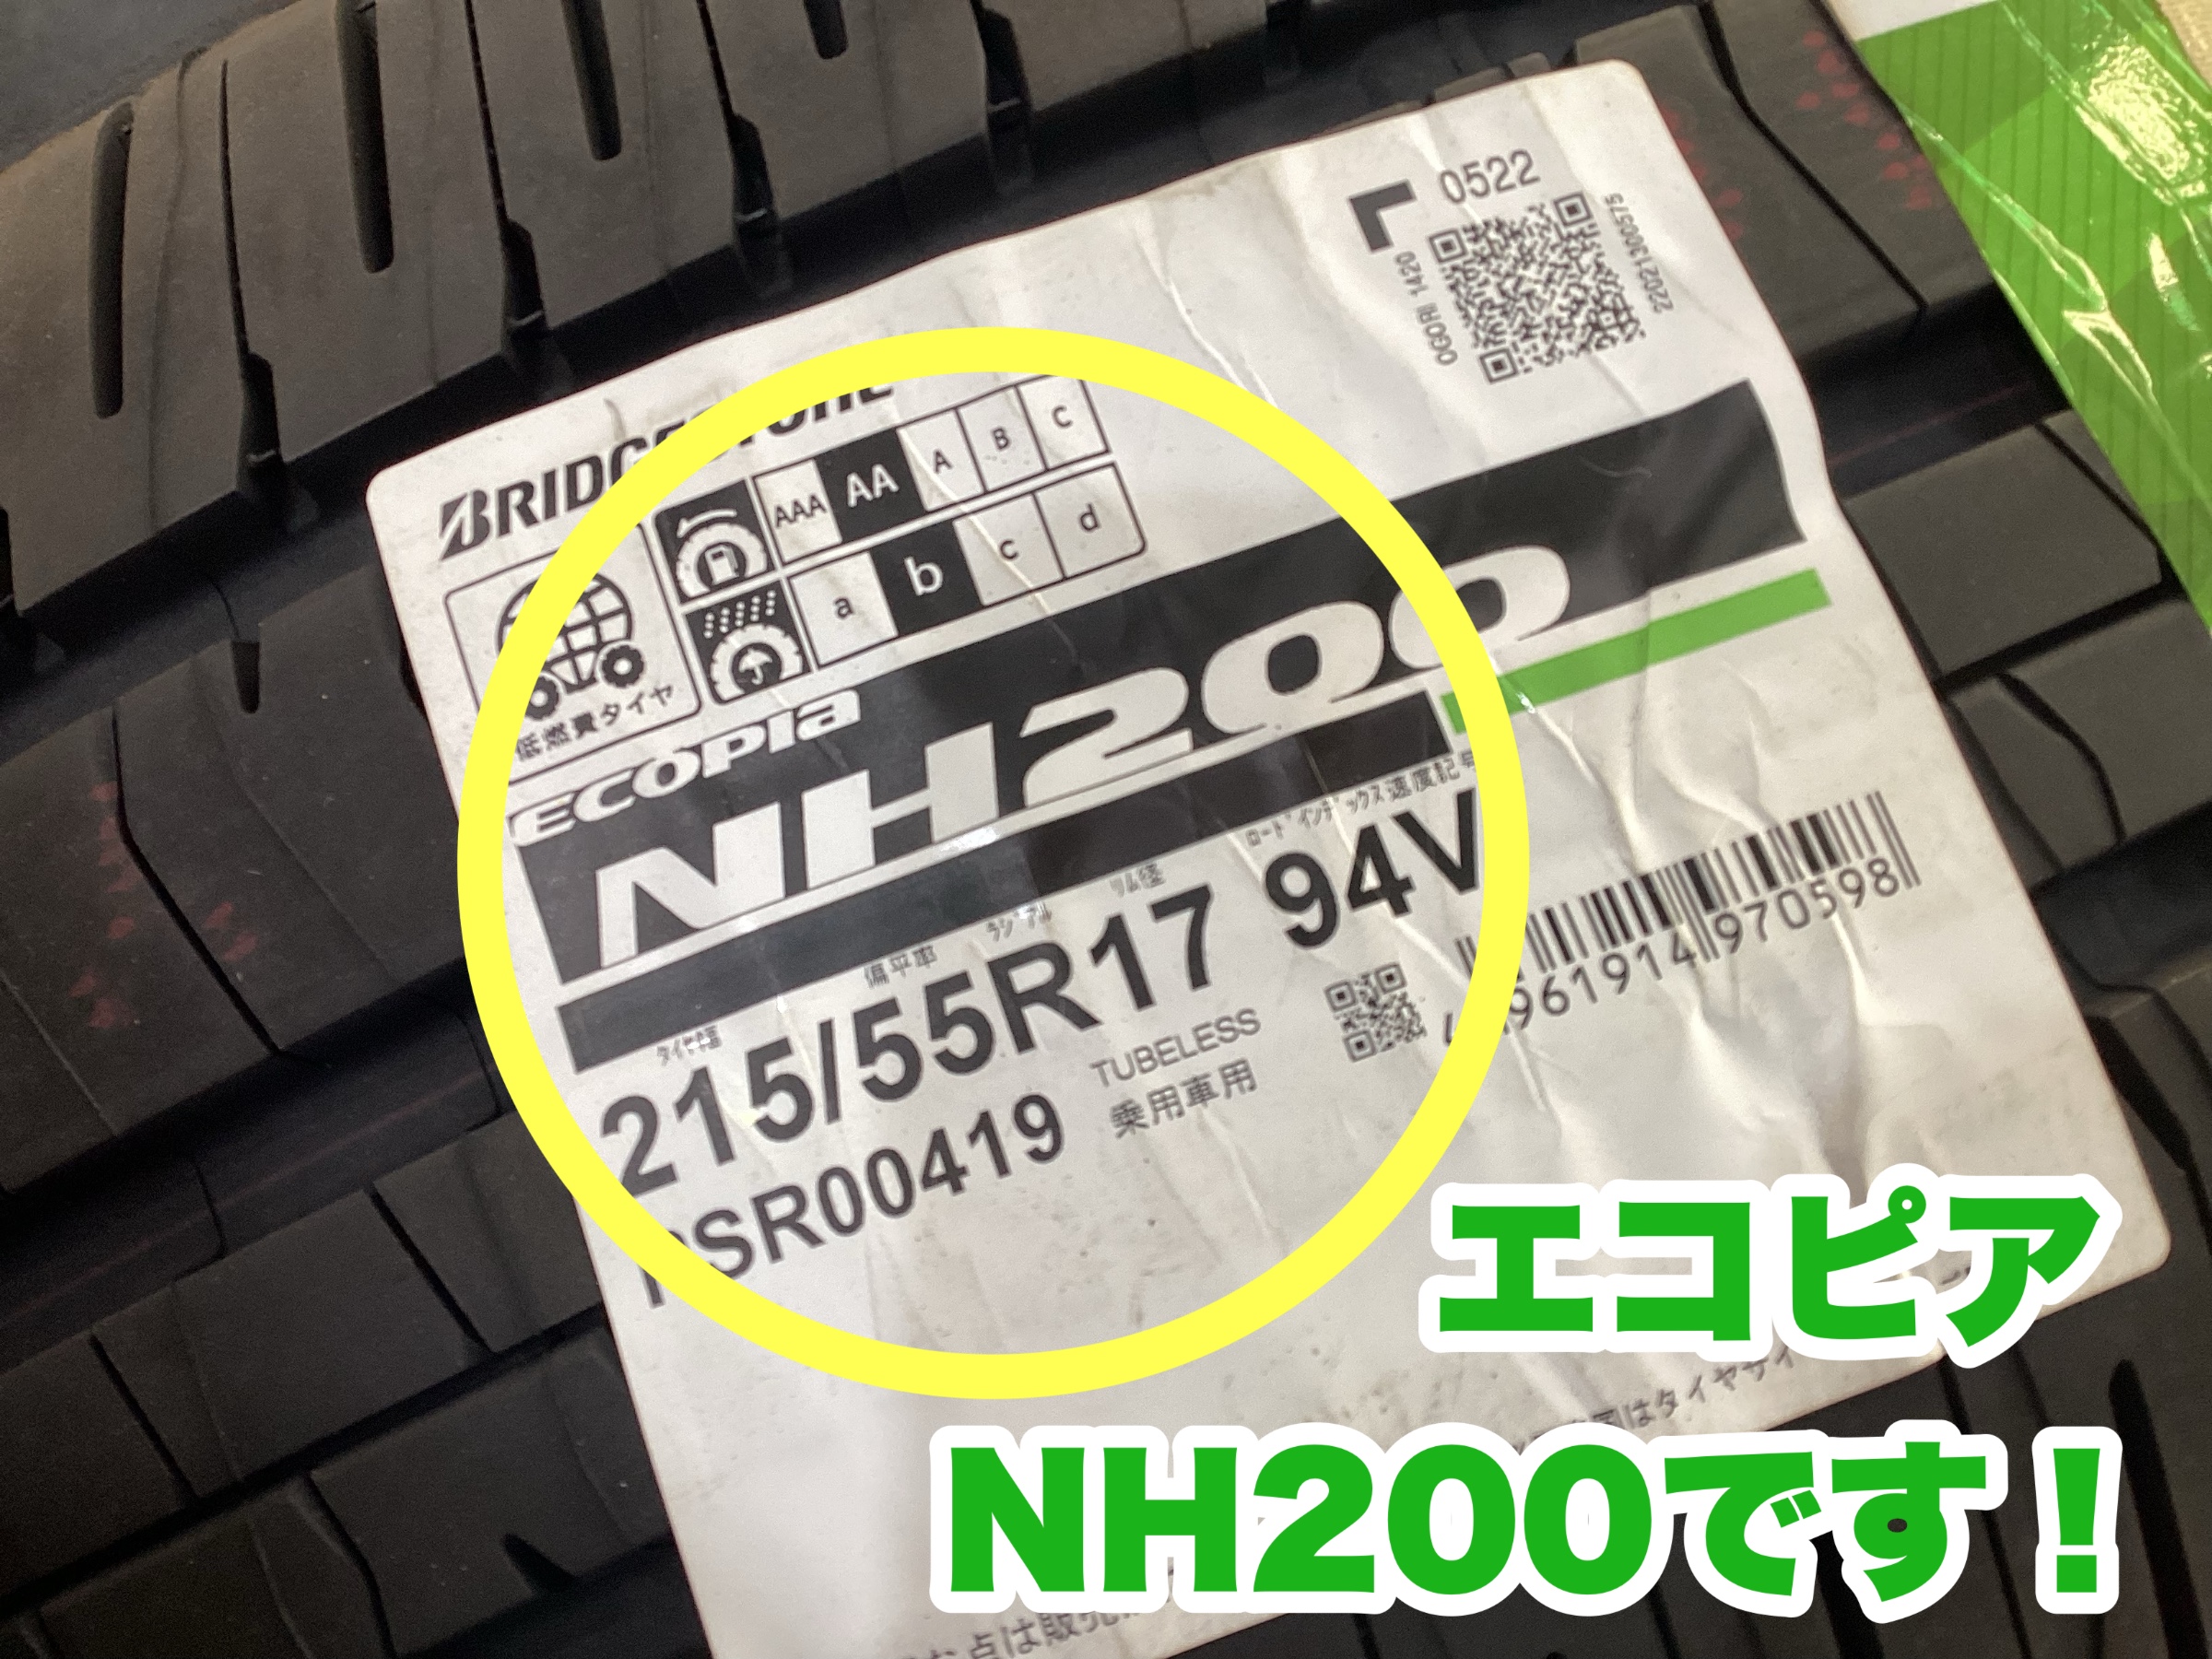 0522
OGORI 1420
22021300575
BRIDGESTONE
AAA AA A B C
a b c d
低燃費タイヤ
ECOPIA
NH200
タイヤ幅 偏平率 ラジアル リム径 ロードインデックス 速度記号
215/55R17 94V
PSR00419
TUBELESS
乗用車用
961914970598
エコピア
NH200です！